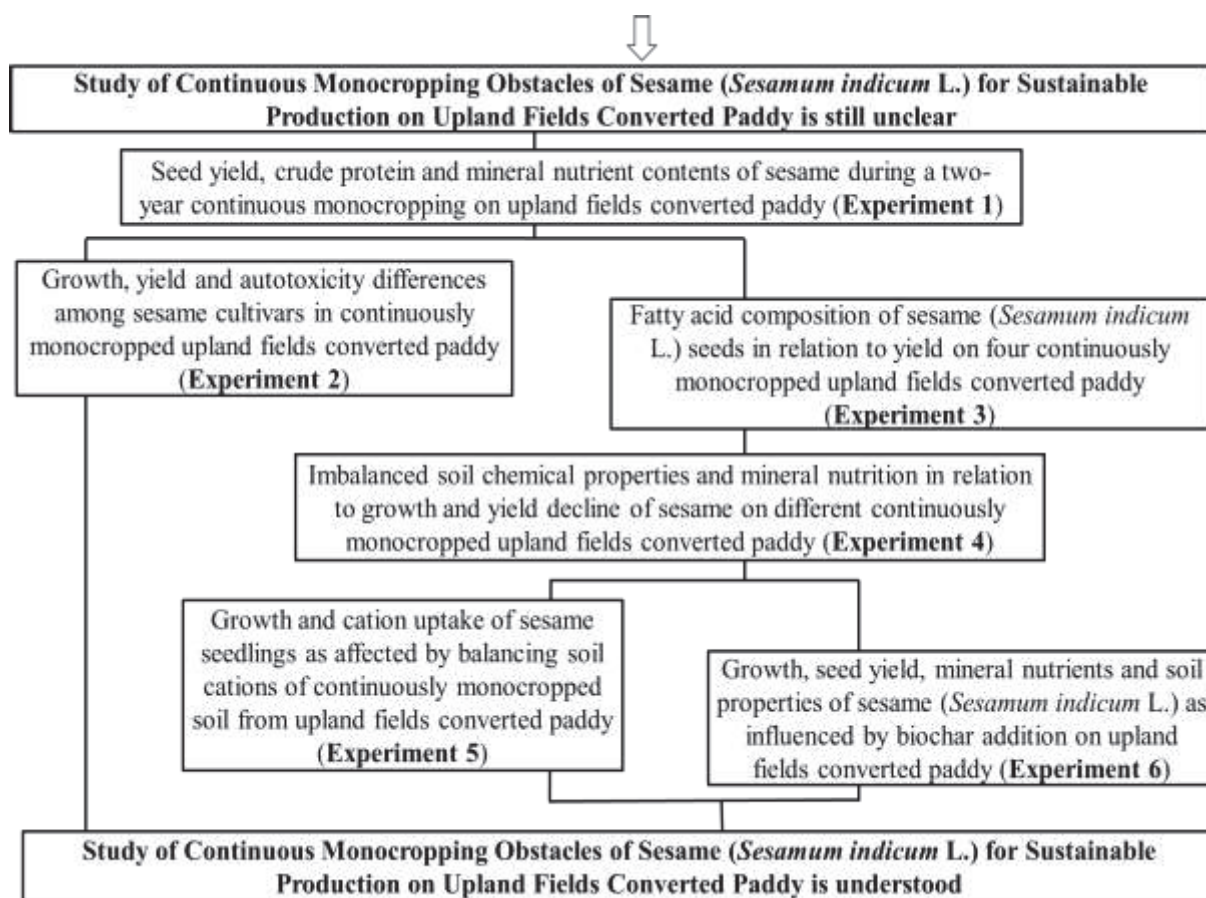 Study of Continuous Monocropping Obstacles of Sesame (Sesamum indicum L.) for Sustainable
Production on Upland Fields Converted Paddy is still unclear
Seed yield, crude protein and mineral nutrient contents of sesame during a two-
year continuous monocropping on upland fields converted paddy (Experiment 1)
Growth, yield and autotoxicity differences
among sesame cultivars in continuously
monocropped upland fields converted paddy
(Experiment 2)
Fatty acid composition of sesame (Sesamum indicum
L.) seeds in relation to yield on four continuously
monocropped upland fields converted paddy
(Experiment 3)
Imbalanced soil chemical properties and mineral nutrition in relation
to growth and yield decline of sesame on different continuously
monocropped upland fields converted paddy (Experiment 4)
Growth and cation uptake of sesame
seedlings as affected by balancing soil
cations of continuously monocropped
soil from upland fields converted paddy
(Experiment 5)
Growth, seed yield, mineral nutrients and soil
properties of sesame (Sesamum indicum L.) as
influenced by biochar addition on upland
fields converted paddy (Experiment 6)
Study of Continuous Monocropping Obstacles of Sesame (Sesamum indicum L.) for Sustainable
Production on Upland Fields Converted Paddy is understood